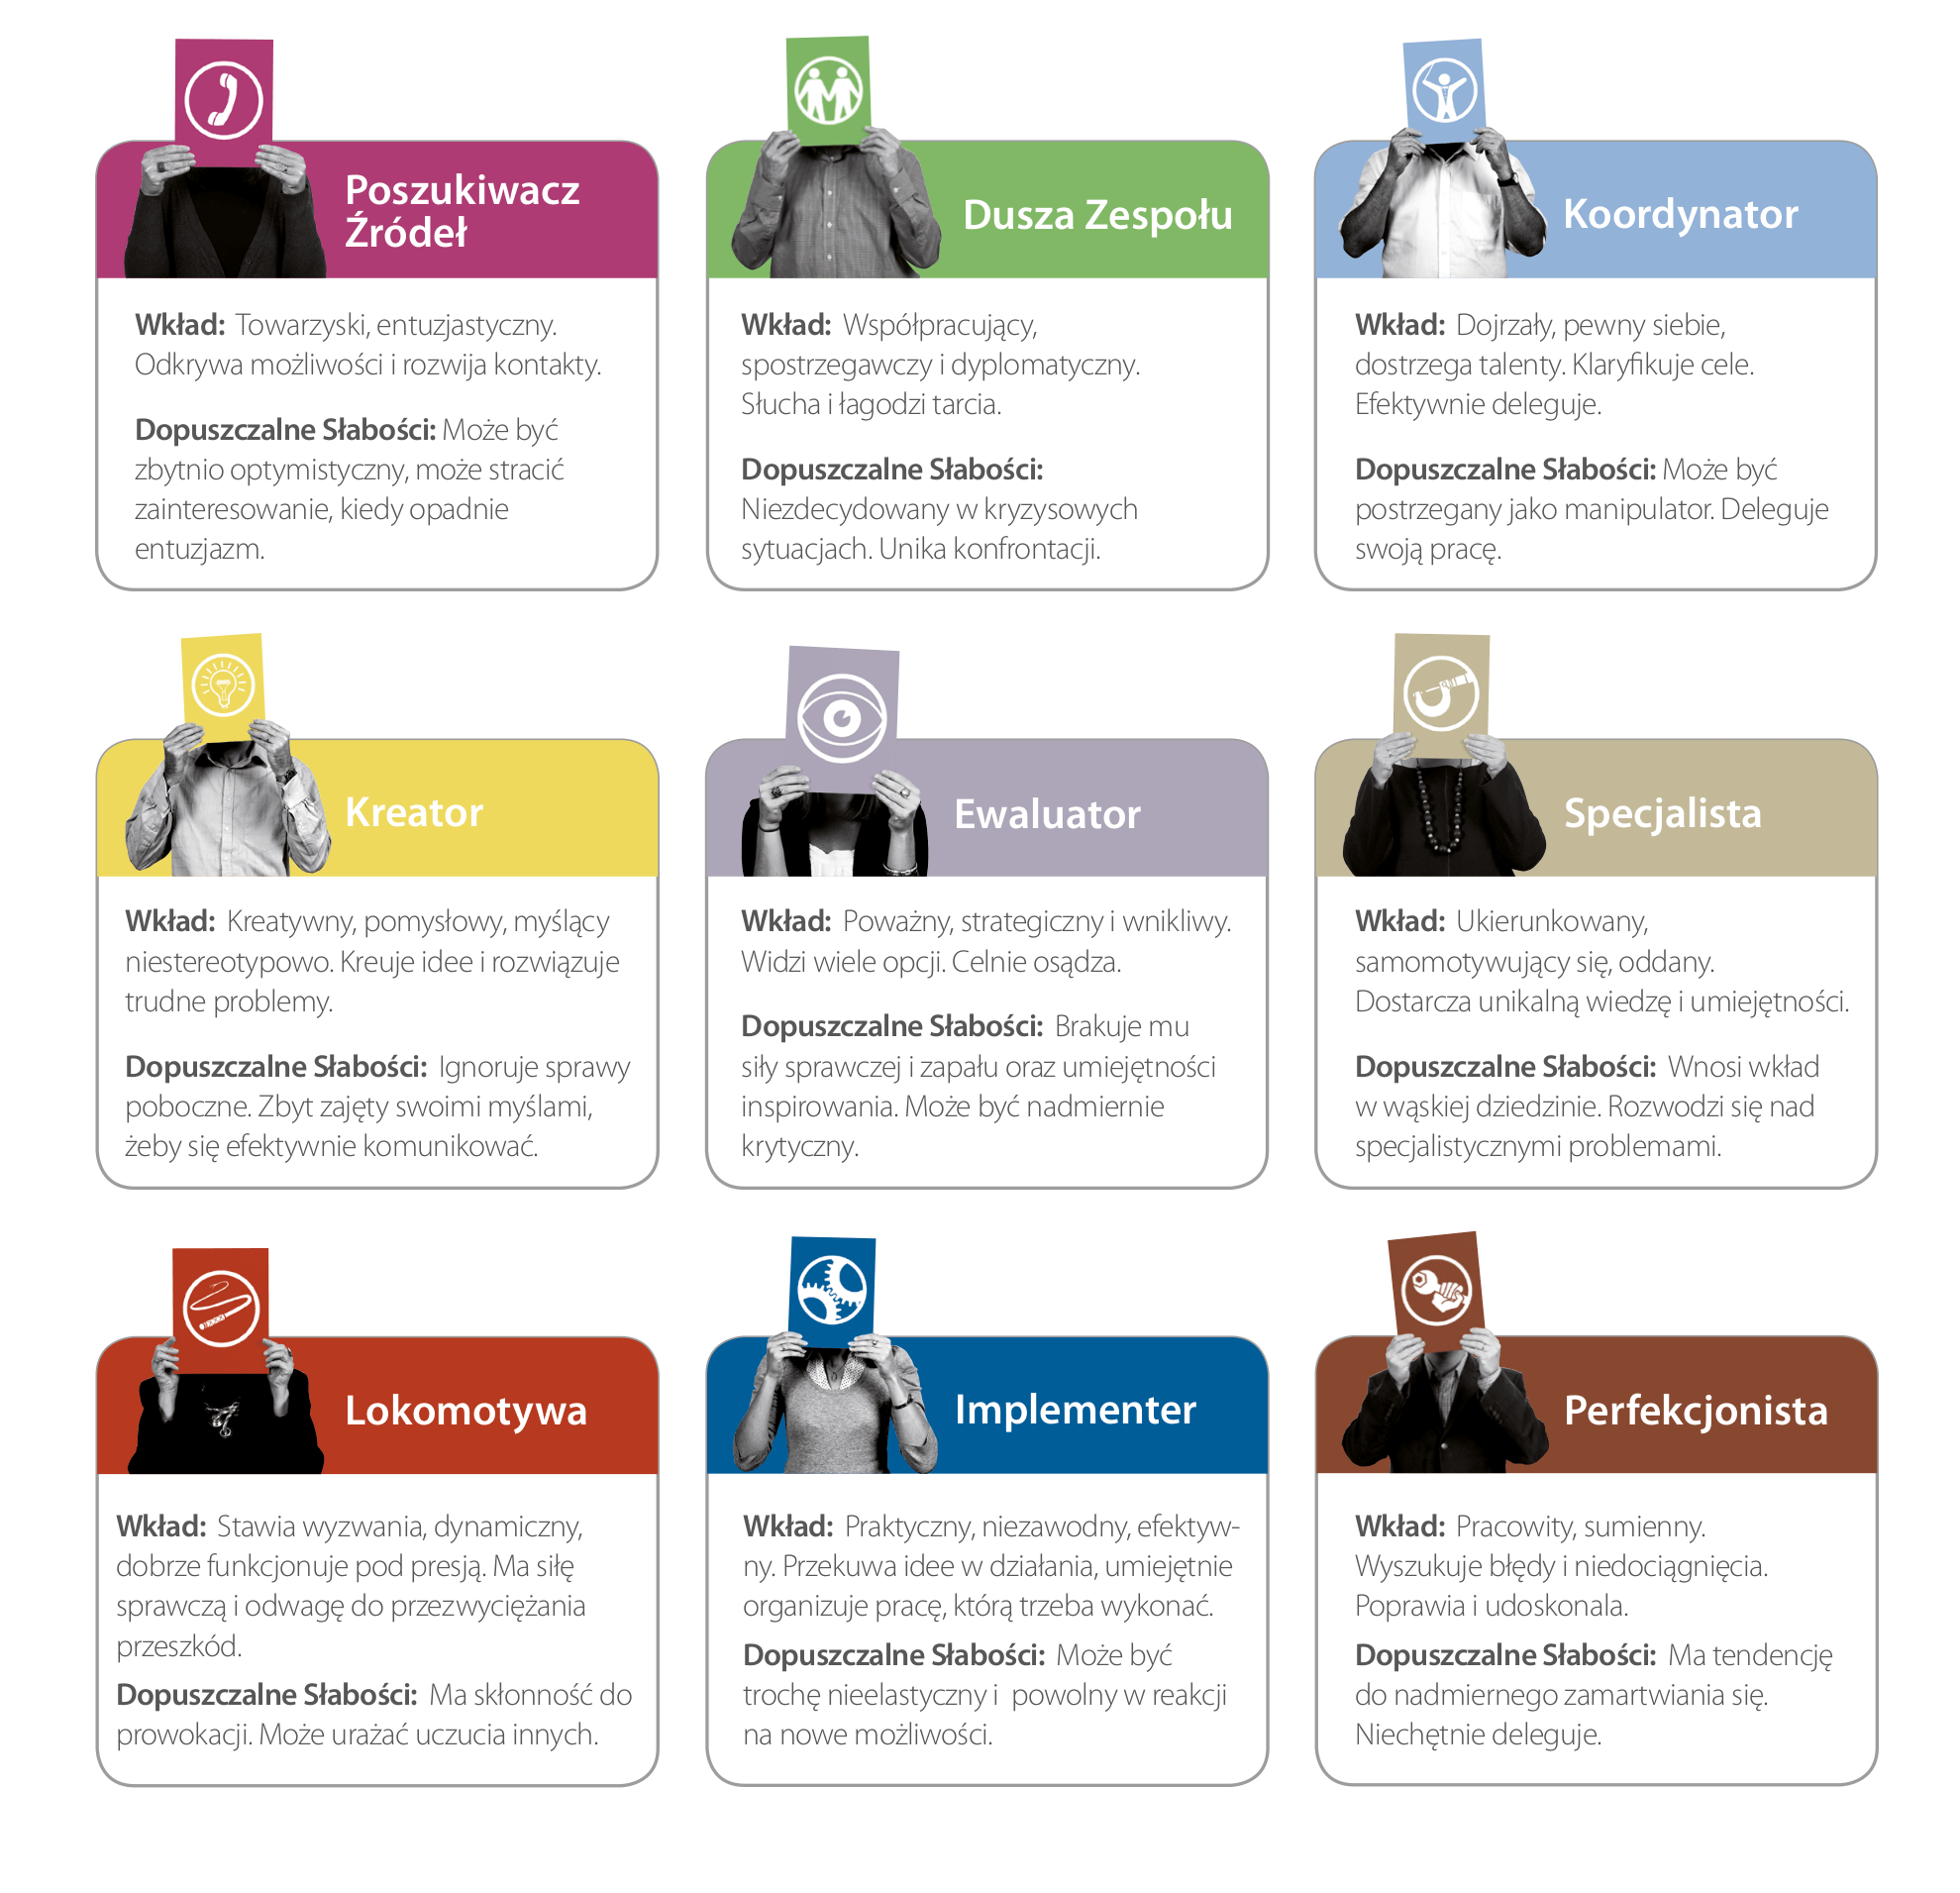 Poszukiwacz
Źródeł
Wkład: Towarzyski, entuzjastyczny.
Odkrywa możliwości i rozwija kontakty.
Dopuszczalne Słabości: Może być
zbytnio optymistyczny, może stracić
zainteresowanie, kiedy opadnie
entuzjazm.
Dusza Zespołu
Wkład: Współpracujący,
spostrzegawczy i dyplomatyczny.
Słucha i łagodzi tarcia.
Dopuszczalne Słabości:
Niezdecydowany w kryzysowych
sytuacjach. Unika konfrontacji.
Koordynator
Wkład: Dojrzały, pewny siebie,
dostrzega talenty. Klaryfikuje cele.
Efektywnie deleguje.
Dopuszczalne Słabości: Może być
postrzegany jako manipulator. Deleguje
swoją pracę.
Kreator
Wkład: Kreatywny, pomysłowy, myślący
niestereotypowo. Kreuje idee i rozwiązuje
trudne problemy.
Dopuszczalne Słabości: Ignoruje sprawy
poboczne. Zbyt zajęty swoimi myślami,
żeby się efektywnie komunikować.
Ewaluator
Wkład: Poważny, strategiczny i wnikliwy.
Widzi wiele opcji. Celnie osądza.
Dopuszczalne Słabości: Brakuje mu
siły sprawczej i zapału oraz umiejętności
inspirowania. Może być nadmiernie
krytyczny.
Specjalista
Wkład: Ukierunkowany,
samomotywujący się, oddany.
Dostarcza unikalną wiedzę i umiejętności.
Dopuszczalne Słabości: Wnosi wkład
w wąskiej dziedzinie. Rozwodzi się nad
specjalistycznymi problemami.
Lokomotywa
Wkład: Stawia wyzwania, dynamiczny,
dobrze funkcjonuje pod presją. Ma siłę
sprawczą i odwagę do przezwyciężania
przeszkód.
Dopuszczalne Słabości: Ma skłonność do
prowokacji. Może urażać uczucia innych.
Implementer
Wkład: Praktyczny, niezawodny, efektyw-
ny. Przekuwa idee w działania, umiejętnie
organizuje pracę, którą trzeba wykonać.
Dopuszczalne Słabości: Może być
trochę nieelastyczny i powolny w reakcji
na nowe możliwości.
Perfekcjonista
Wkład: Pracowity, sumienny.
Wyszukuje błędy i niedociągnięcia.
Poprawia i udoskonala.
Dopuszczalne Słabości: Ma tendencję
do nadmiernego zamartwiania się.
Niechętnie deleguje.